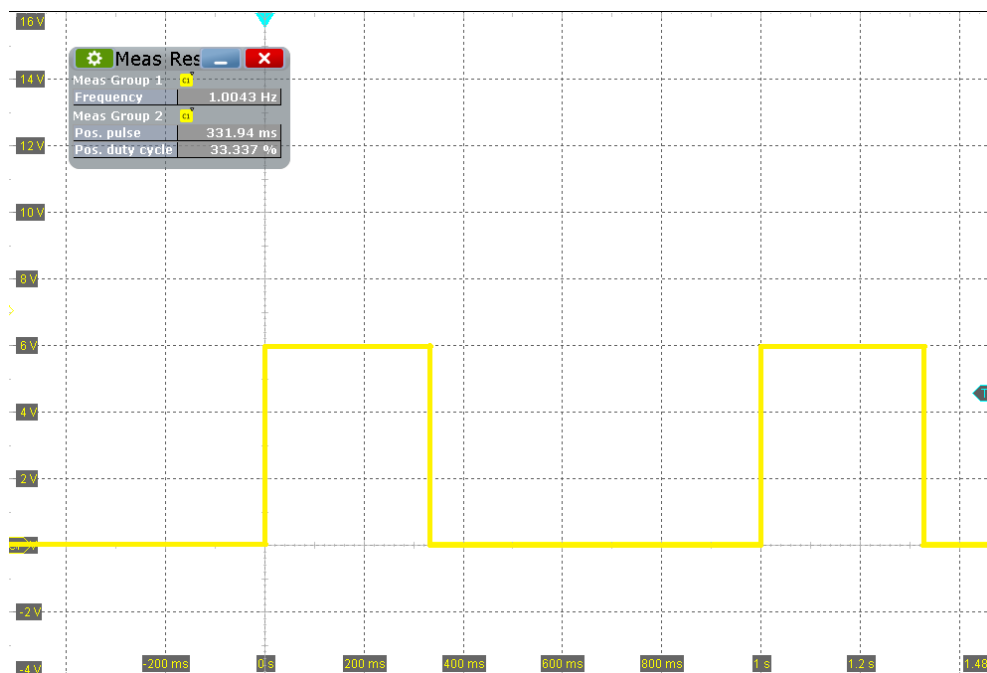 16 V
Meas Res
14 V
Meas Group 1 C1
Frequency 1.0043 Hz
Meas Group 2 C1
Pos. pulse 331.94 ms
Pos. duty cycle 33.337 %
12 V
10 V
8 V
6 V
4 V
T
2 V
-2 V
-4 V
-200 ms 0 s 200 ms 400 ms 600 ms 800 ms 1 s 1.2 s 1.48